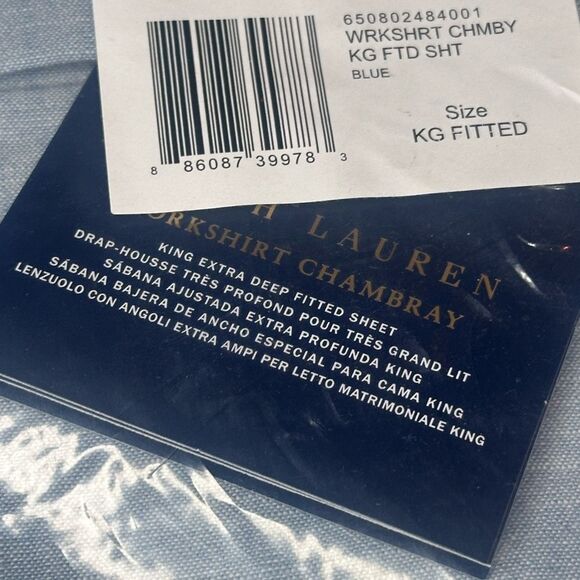 650802484001
WRKSHRT CHMBY
KG FTD SHT
BLUE
Size
KG FITTED
8 86087 39978 3
H LAUREN
ORKSHIRT CHAMBRAY
KING EXTRA DEEP FITTED SHEET
DRAP-HOUSSE TRÈS PROFOND POUR TRÈS GRAND LIT
SÁBANA AJUSTADA EXTRA PROFUNDA KING
SÁBANA BAJERA DE ANCHO ESPECIAL PARA CAMA KING
LENZUOLO CON ANGOLI EXTRA AMPI PER LETTO MATRIMONIALE KING